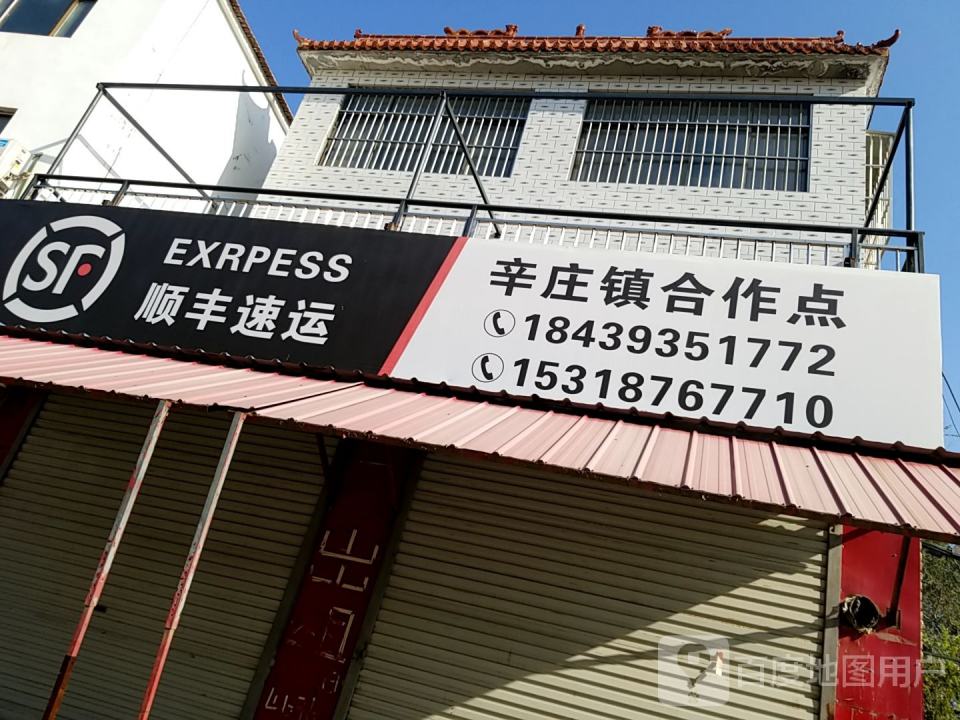 SF
EXRPESS
顺丰速运
辛庄镇合作点
18439351772
15318767710
百度地图用户